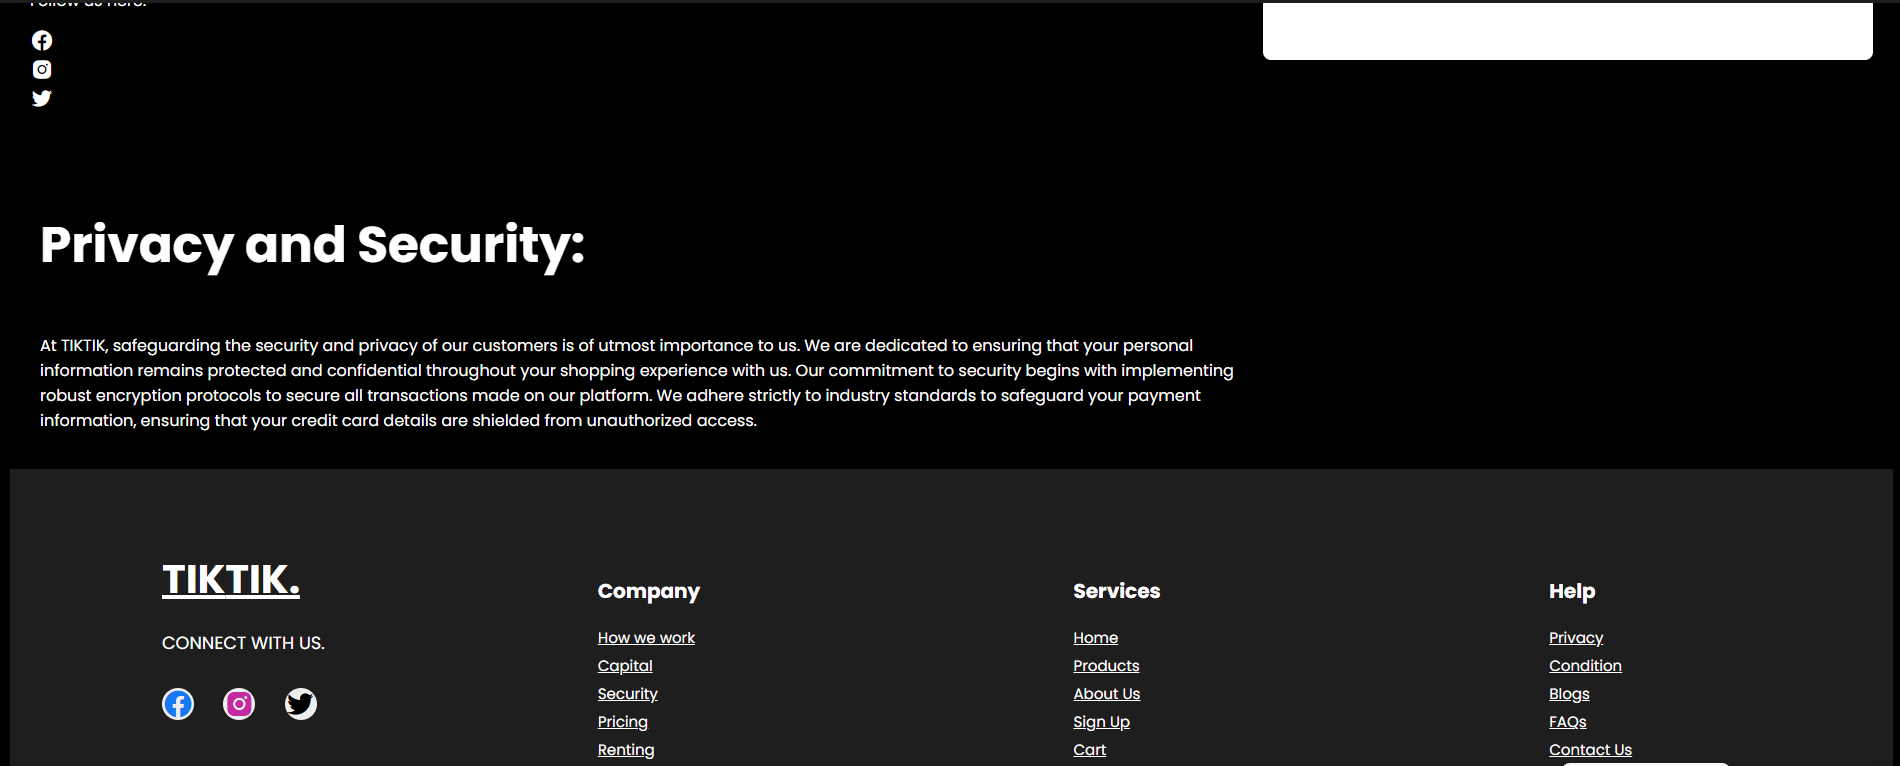 Follow us here:
Privacy and Security:
At TIKTIK, safeguarding the security and privacy of our customers is of utmost importance to us. We are dedicated to ensuring that your personal
information remains protected and confidential throughout your shopping experience with us. Our commitment to security begins with implementing
robust encryption protocols to secure all transactions made on our platform. We adhere strictly to industry standards to safeguard your payment
information, ensuring that your credit card details are shielded from unauthorized access.
TIKTIK.
CONNECT WITH US.
Company
How we work
Capital
Security
Pricing
Renting
Services
Home
Products
About Us
Sign Up
Cart
Help
Privacy
Condition
Blogs
FAQs
Contact Us